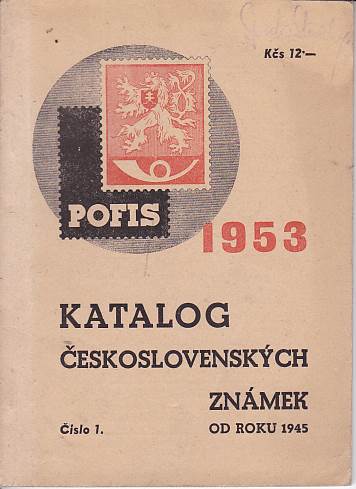 Kčs 12·—
POFIS
1953
KATALOG
ČESKOSLOVENSKÝCH
ZNÁMEK
Číslo 1.
OD ROKU 1945